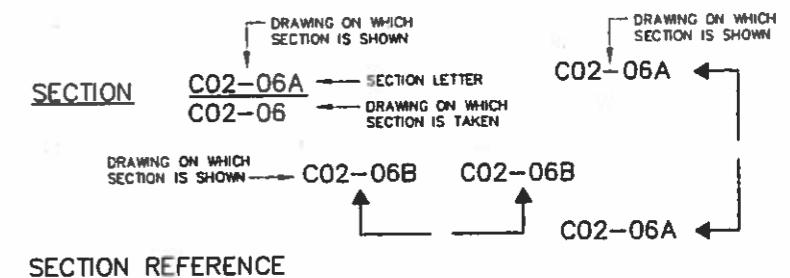 DRAWING ON WHICH
SECTION IS SHOWN
DRAWING ON WHICH
SECTION IS SHOWN
SECTION
C02-06A
SECTION LETTER
C02-06
DRAWING ON WHICH
SECTION IS TAKEN
C02-06A
DRAWING ON WHICH
SECTION IS SHOWN
C02-06B
C02-06B
C02-06A
SECTION REFERENCE